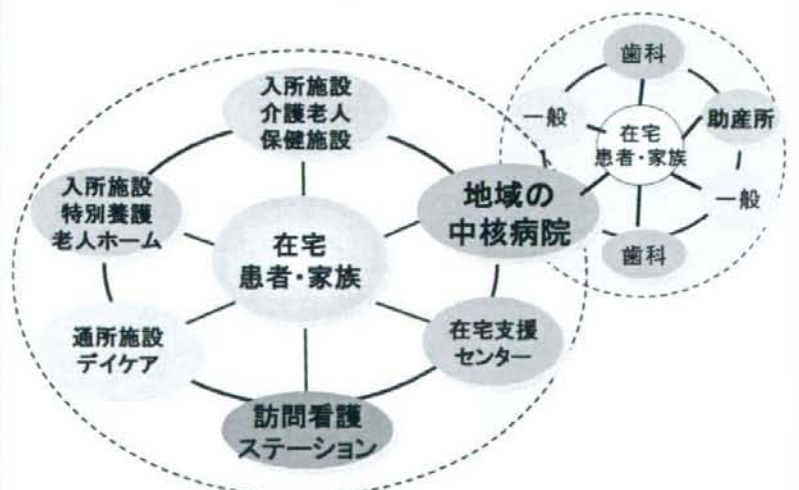 入所施設
介護老人
保健施設
入所施設
特別養護
老人ホーム
地域の
中核病院
在宅
患者・家族
通所施設
デイケア
在宅支援
センター
訪問看護
ステーション
歯科
一般
助産所
在宅
患者・家族
一般
歯科